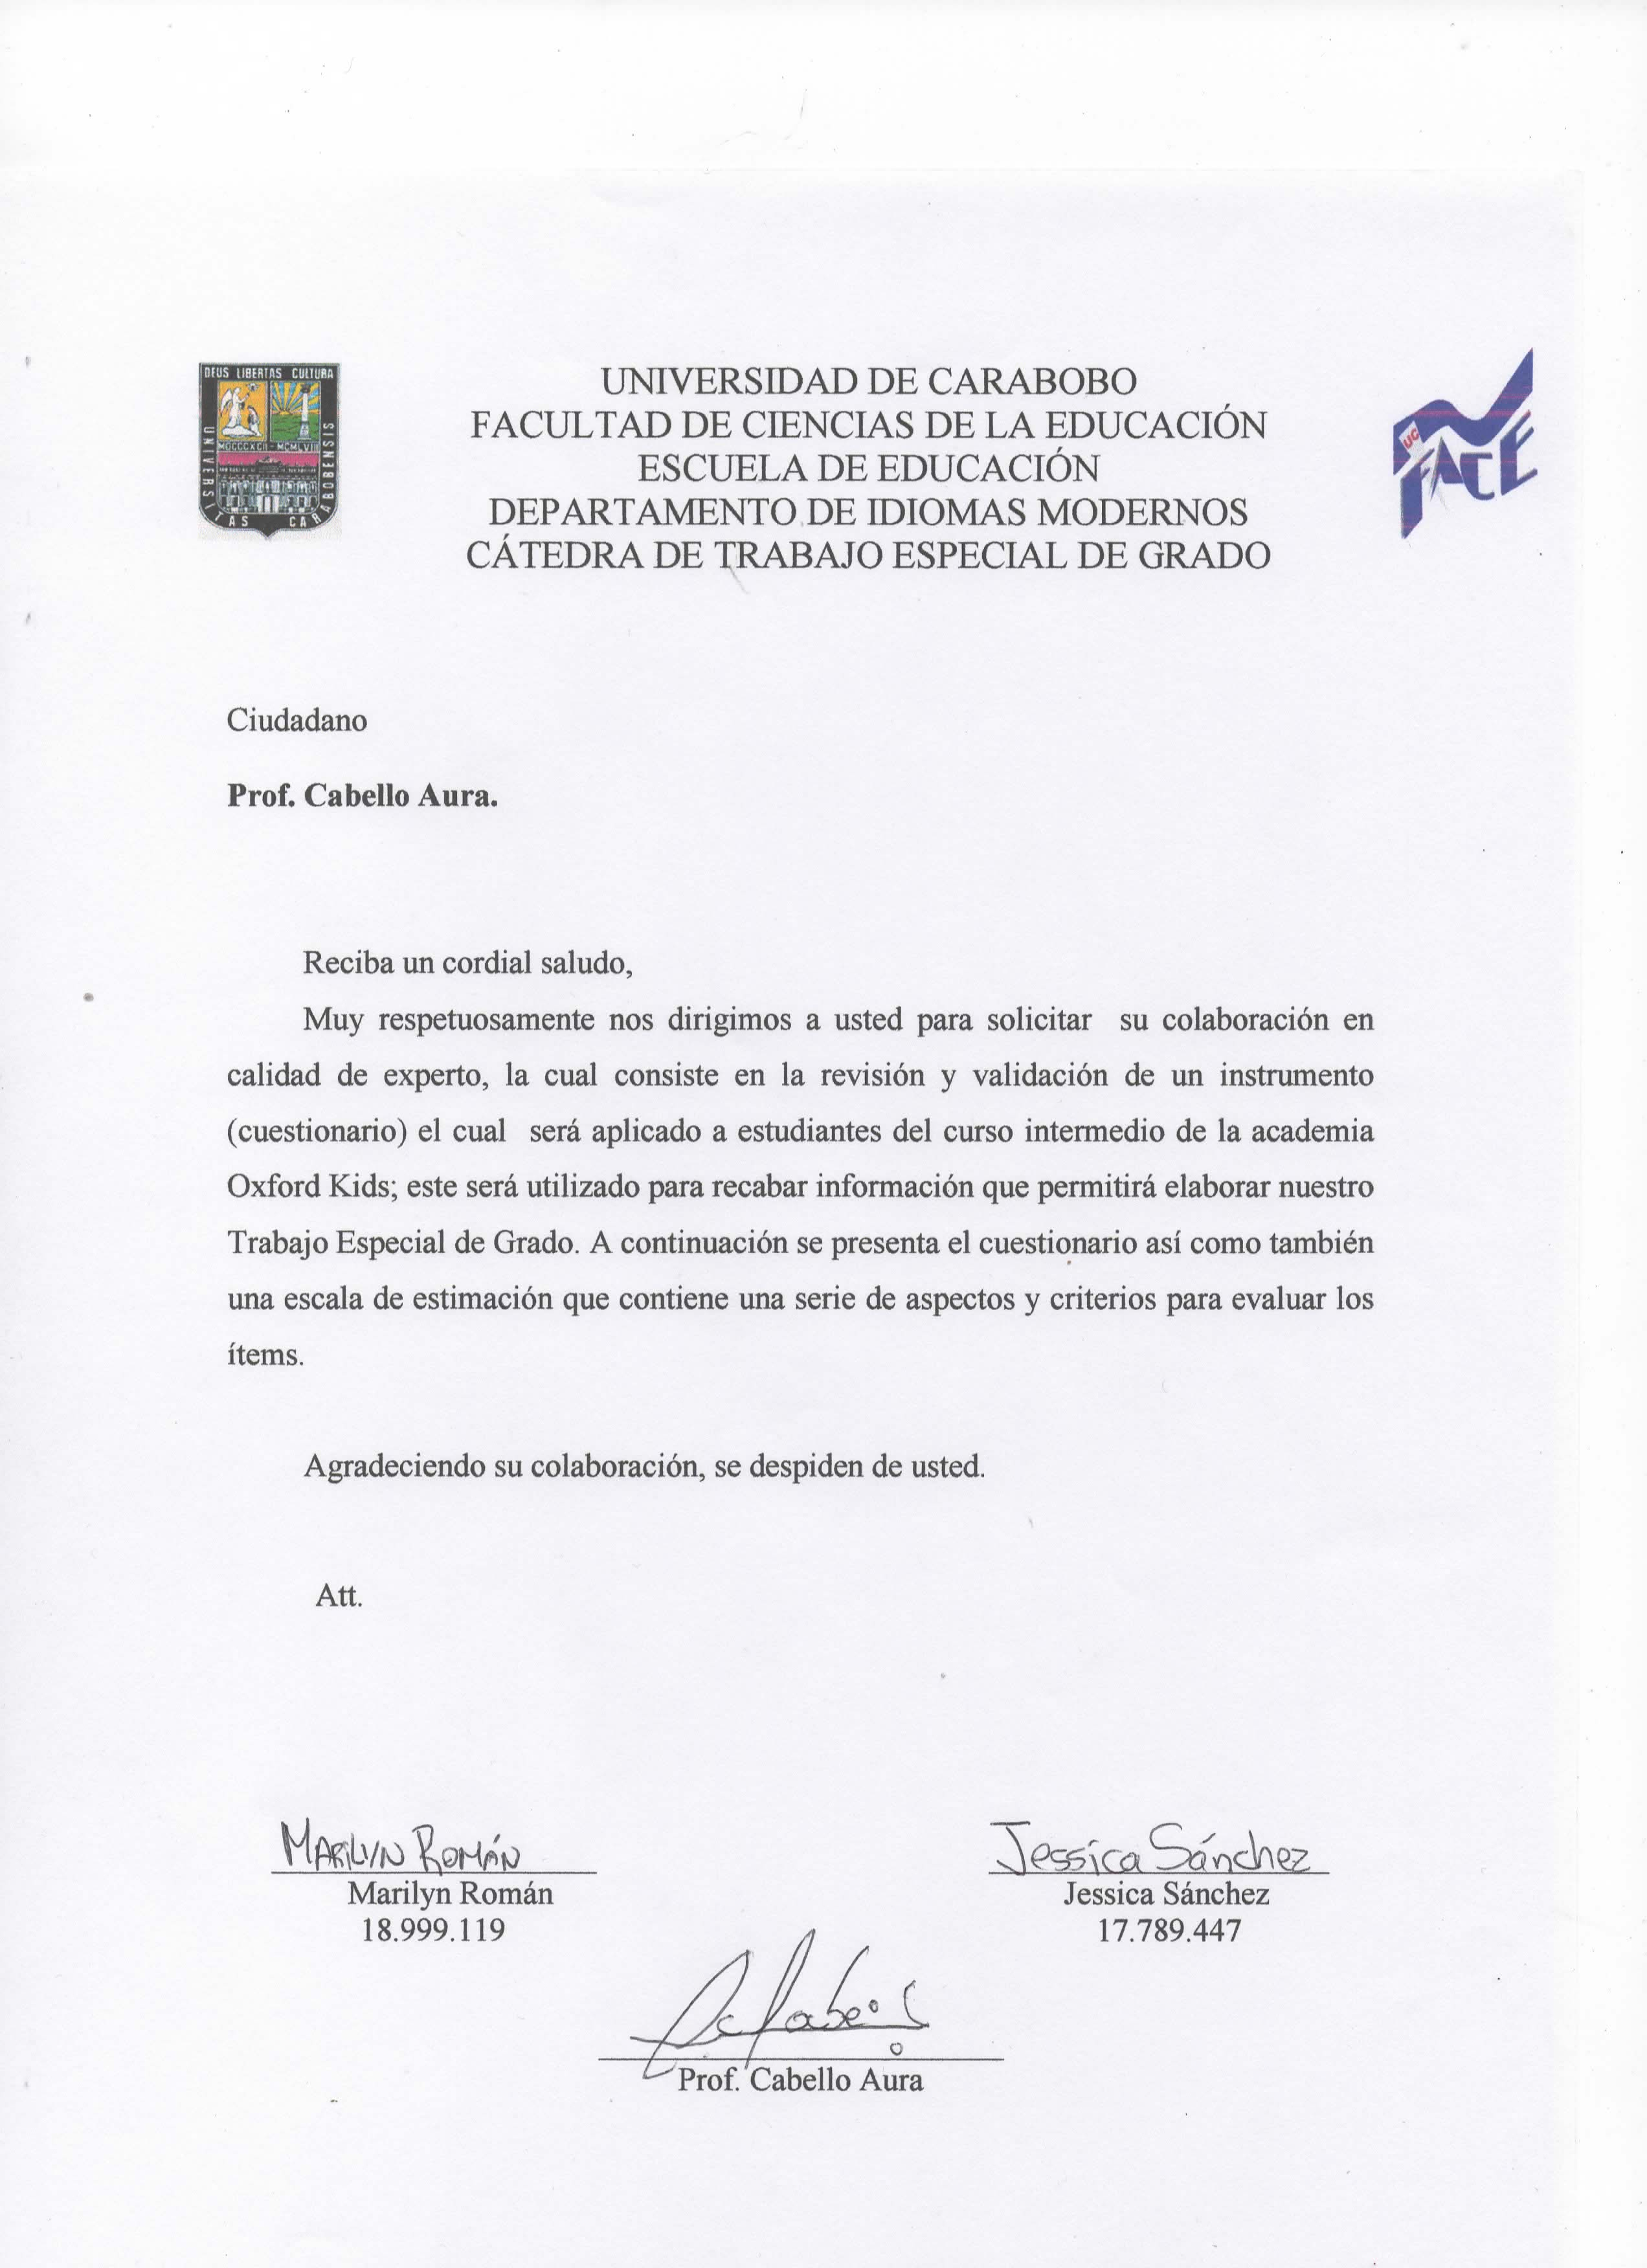 DEUS LIBERTAS CULTURA
UNIVERSITAS CARABOBENSIS
UNIVERSIDAD DE CARABOBO
FACULTAD DE CIENCIAS DE LA EDUCACIÓN
ESCUELA DE EDUCACIÓN
DEPARTAMENTO DE IDIOMAS MODERNOS
CÁTEDRA DE TRABAJO ESPECIAL DE GRADO
UC
FACE
Ciudadano
Prof. Cabello Aura.
Reciba un cordial saludo,
Muy respetuosamente nos dirigimos a usted para solicitar su colaboración en
calidad de experto, la cual consiste en la revisión y validación de un instrumento
(cuestionario) el cual será aplicado a estudiantes del curso intermedio de la academia
Oxford Kids; este será utilizado para recabar información que permitirá elaborar nuestro
Trabajo Especial de Grado. A continuación se presenta el cuestionario así como también
una escala de estimación que contiene una serie de aspectos y criterios para evaluar los
ítems.
Agradeciendo su colaboración, se despiden de usted.
Att.
MARILYN ROMÁN
Jessica Sánchez
Marilyn Román
Jessica Sánchez
18.999.119
17.789.447
Prof. Cabello Aura